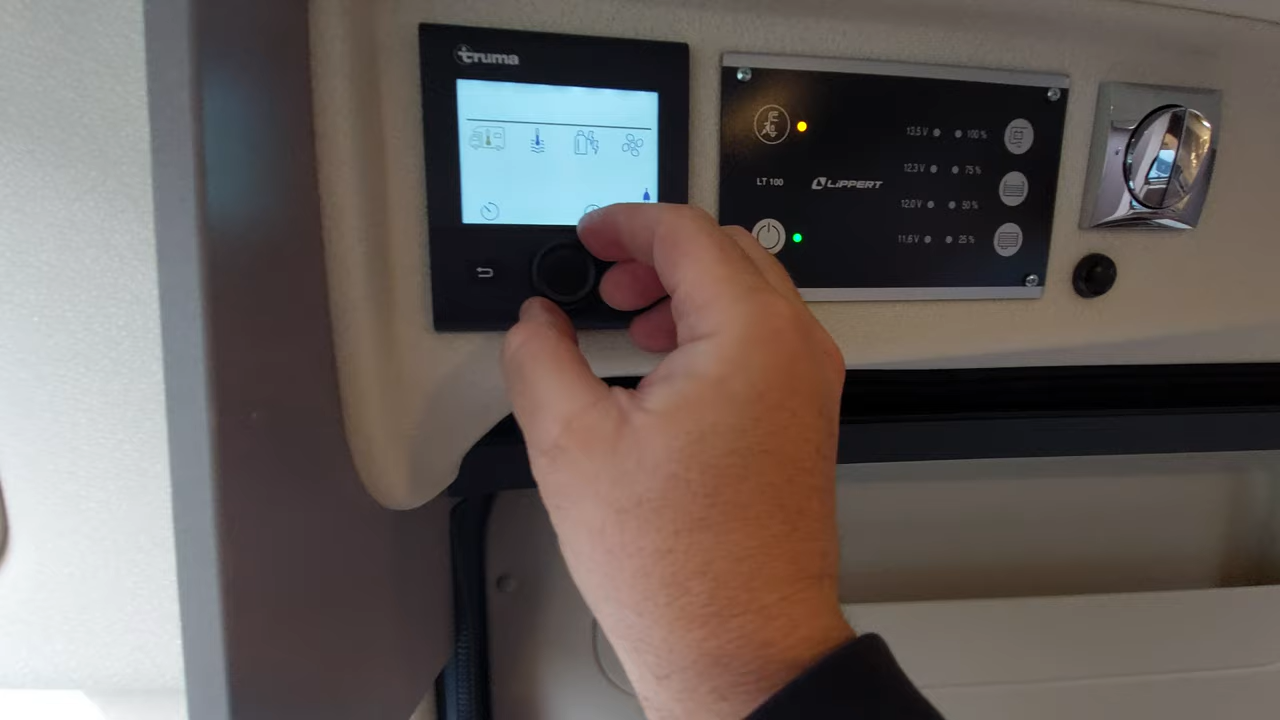 truma
13,5 V 100 %
12,3 V 75 %
LT 100 LIPPERT
12,0 V 50 %
11,6 V 25 %